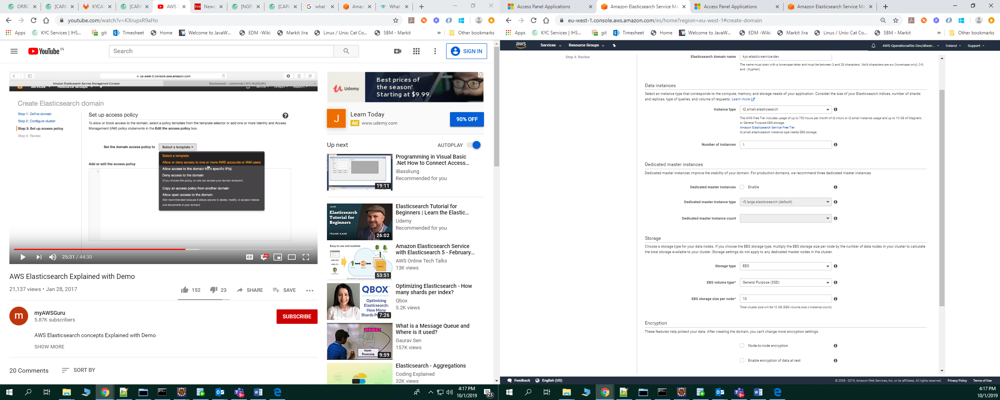 ORRC
[CAPA
KYCAI
[CAPA
AWS E
News
[NGP]
[CAPA
what i
Amaz
What
youtube.com/watch?v=KXrupsR9aHo
Apps
KYC Services | IHS...
git
Timesheet
Home
Welcome to JavaW...
EDM -Wiki
Markit Jira
Linux / Unix: Cat Co...
SBM - Markit
»
Other bookmarks
YouTube IN
Search
SIGN IN
us-west-2.console.aws.amazon.com
Amazon Elasticsearch Service Management Console
Elasticsearch – commands | MYLINUXGURU
Services
Resource Groups
Oregon
Support
Create Elasticsearch domain
Step 1: Define domain
Step 2: Configure cluster
Step 3: Set up access policy
Step 4: Review
Set up access policy
To allow or block access to the domain, select a policy template from the template selector or add one or more Identity and Access
Management (IAM) policy statements in the Edit the access policy box.
Set the domain access policy to
Select a template
Select a template
Allow or deny access to one or more AWS accounts or IAM users
Allow access to the domain from specific IP(s)
Deny access to the domain
(If you choose this policy, no one can access your domain endpoint)
Copy an access policy from another domain
Allow open access to the domain
(Not recommended because it allows anyone to delete, modify, or access indexes
and documents in your domain)
Add or edit the access policy
1
25:31 / 44:30
CC
HD
AWS Elasticsearch Explained with Demo
21,137 views • Jan 28, 2017
152
23
SHARE
SAVE
m
myAWSGuru
5.87K subscribers
SUBSCRIBE
AWS Elasticsearch concepts Explained with Demo
SHOW MORE
20 Comments
SORT BY
Udemy
Best prices of
the season!
Starting at $9.99.
J
Learn Today
Ad www.udemy.com
90% OFF
Up next
AUTOPLAY
19:11
Programming in Visual Basic
.Net How to Connect Access...
iBasskung
Recommended for you
:tech
Elasticsearch
Tutorial for
Beginners
FRANK KANE
26:02
Elasticsearch Tutorial for
Beginners | Learn the Elastic...
Udemy
Recommended for you
Easy to use and scalable
AWS SDK
AWS CLI
53:51
Amazon Elasticsearch Service
with Elasticsearch 5 - February...
AWS Online Tech Talks
13K views
QBOX
HOSTED ELASTICSEARCH
Optimizing
Elasticsearch:
How Many
Shards P
7:26
Optimizing Elasticsearch - How
many shards per index?
Qbox
5.2K views
Async
Processing
9:59
What is a Message Queue and
Where is it used?
Gaurav Sen
157K views
Elasticsearch - Aggregations
Coding Explained
32K views
4:17 PM
10/1/2019
23
9+
Access Panel Applications
Amazon Elasticsearch Service Ma
Access Panel Applications
Amazon Elasticsearch Service Ma
eu-west-1.console.aws.amazon.com/es/home?region=eu-west-1#create-domain
Apps
KYC Services | IHS...
git
Timesheet
Home
Welcome to JavaW...
EDM -Wiki
Markit Jira
Linux / Unix: Cat Co...
SBM - Markit
»
Other bookmarks
aws
Services
Resource Groups
AWS-OperationalRis-Dev/dheer...
Ireland
Support
Step 4: Review
Elasticsearch domain name
kyc-elastic-service-dev
The name must start with a lowercase letter and must be between 3 and 28 characters. Valid characters are a-z (lowercase only), 0-9,
and - (hyphen).
Data instances
Select an instance type that corresponds to the compute, memory, and storage needs of your application. Consider the size of your Elasticsearch indices, number of shards
and replicas, type of queries, and volume of requests. Learn more
Instance type
t2.small.elasticsearch
The AWS Free Tier includes usage of up to 750 hours per month of t2.micro or t2.small instance usage and up to 10 GB of Magnetic
or General Purpose EBS storage.
Amazon Elasticsearch Service Free Tier
t2.small.elasticsearch instance type needs EBS storage.
Number of instances
1
Dedicated master instances
Dedicated master instances improve the stability of your domain. For production domains, we recommend three dedicated master instances
Dedicated master instances
Enable
Dedicated master instance type
r5.large.elasticsearch (default)
Dedicated master instance count
Storage
Choose a storage type for your data nodes. If you choose the EBS storage type, multiply the EBS storage size per node by the number of data nodes in your cluster to calculate
the total storage available to your cluster. Storage settings do not apply to any dedicated master nodes in the cluster.
Storage type
EBS
EBS volume type*
General Purpose (SSD)
EBS storage size per node*
10
Total cluster size will be 10 GB (EBS volume size x Instance count).
Encryption
These features help protect your data. After creating the domain, you can't change most encryption settings.
Node-to-node encryption
Enable encryption of data at rest
Feedback
English (US)
© 2008 - 2019, Amazon Web Services, Inc. or its affiliates. All rights reserved.
Privacy Policy
Terms of Use
9+
4:17 PM
10/1/2019